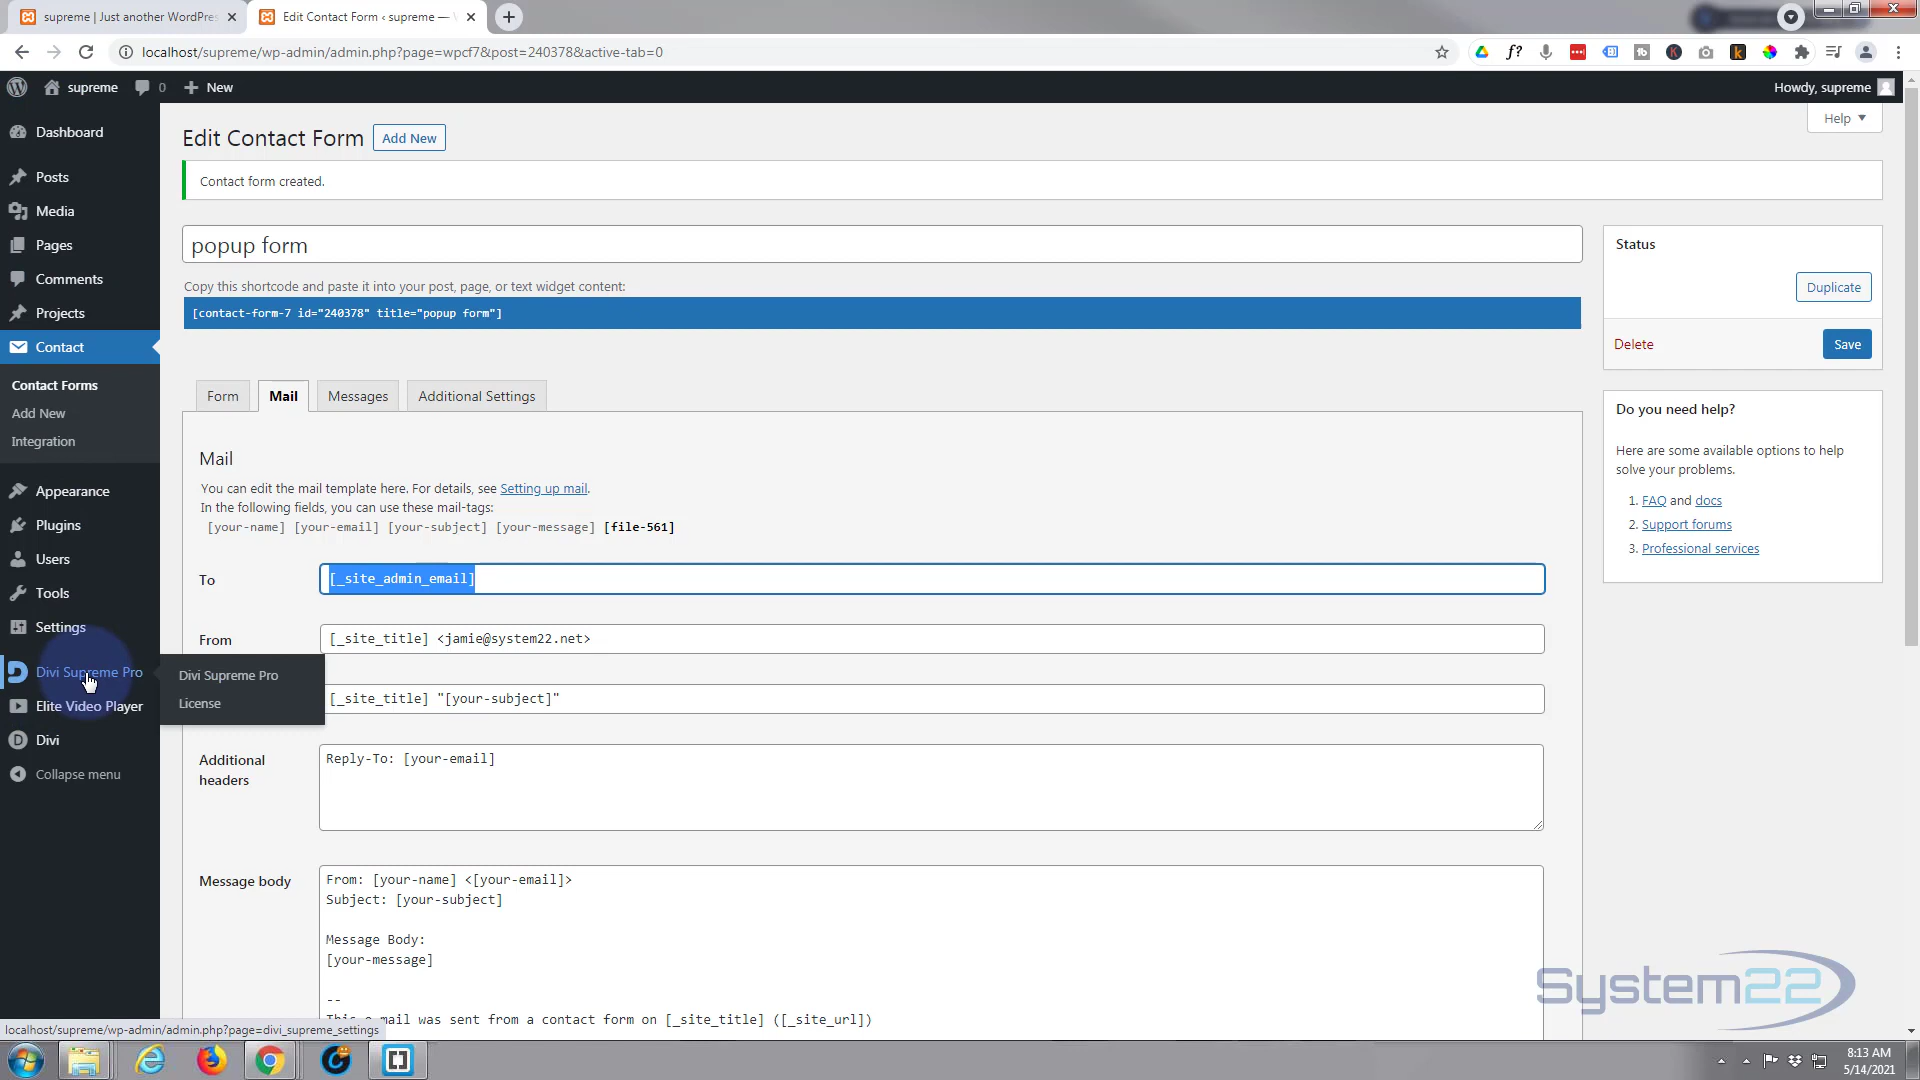 supreme | Just another WordPres
Edit Contact Form ‹ supreme —
localhost/supreme/wp-admin/admin.php?page=wpcf7&post=240378&active-tab=0
supreme
0
New
Howdy, supreme
Help
Dashboard
Posts
Media
Pages
Comments
Projects
Contact
Contact Forms
Add New
Integration
Appearance
Plugins
Users
Tools
Settings
Divi Supreme Pro
Elite Video Player
Divi
Collapse menu
Divi Supreme Pro
License
Edit Contact Form
Add New
Contact form created.
popup form
Copy this shortcode and paste it into your post, page, or text widget content:
[contact-form-7 id="240378" title="popup form"]
Form
Mail
Messages
Additional Settings
Mail
You can edit the mail template here. For details, see Setting up mail.
In the following fields, you can use these mail-tags:
[your-name] [your-email] [your-subject] [your-message] [file-561]
To
[_site_admin_email]
From
[_site_title] <jamie@system22.net>
[_site_title] "[your-subject]"
Additional
headers
Reply-To: [your-email]
Message body
From: [your-name] <[your-email]>
Subject: [your-subject]
Message Body:
[your-message]
--
This e-mail was sent from a contact form on [_site_title] ([_site_url])
Status
Duplicate
Delete
Save
Do you need help?
Here are some available options to help
solve your problems.
1. FAQ and docs
2. Support forums
3. Professional services
System22
localhost/supreme/wp-admin/admin.php?page=divi_supreme_settings
8:13 AM
5/14/2021